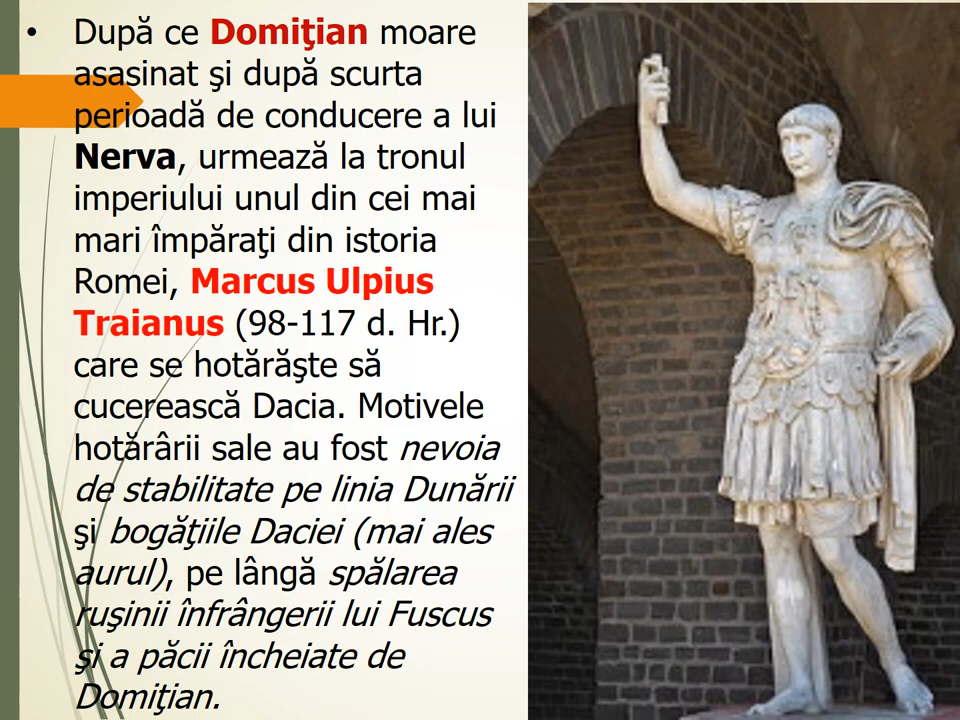 • După ce Domiţian moare
asasinat şi după scurta
perioadă de conducere a lui
Nerva, urmează la tronul
imperiului unul din cei mai
mari împăraţi din istoria
Romei, Marcus Ulpius
Traianus (98-117 d. Hr.)
care se hotărăşte să
cucerească Dacia. Motivele
hotărârii sale au fost nevoia
de stabilitate pe linia Dunării
şi bogăţiile Daciei (mai ales
aurul), pe lângă spălarea
ruşinii înfrângerii lui Fuscus
şi a păcii încheiate de
Domiţian.